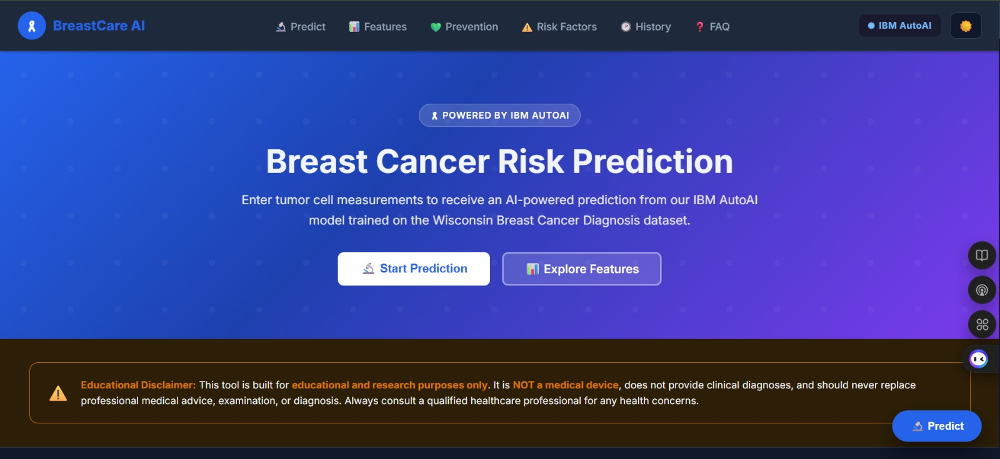 BreastCare AI
Predict
Features
Prevention
Risk Factors
History
FAQ
IBM AutoAI
POWERED BY IBM AUTOAI
Breast Cancer Risk Prediction
Enter tumor cell measurements to receive an AI-powered prediction from our IBM AutoAI
model trained on the Wisconsin Breast Cancer Diagnosis dataset.
Start Prediction
Explore Features
Educational Disclaimer: This tool is built for educational and research purposes only. It is NOT a medical device, does not provide clinical diagnoses, and should never replace
professional medical advice, examination, or diagnosis. Always consult a qualified healthcare professional for any health concerns.
Predict